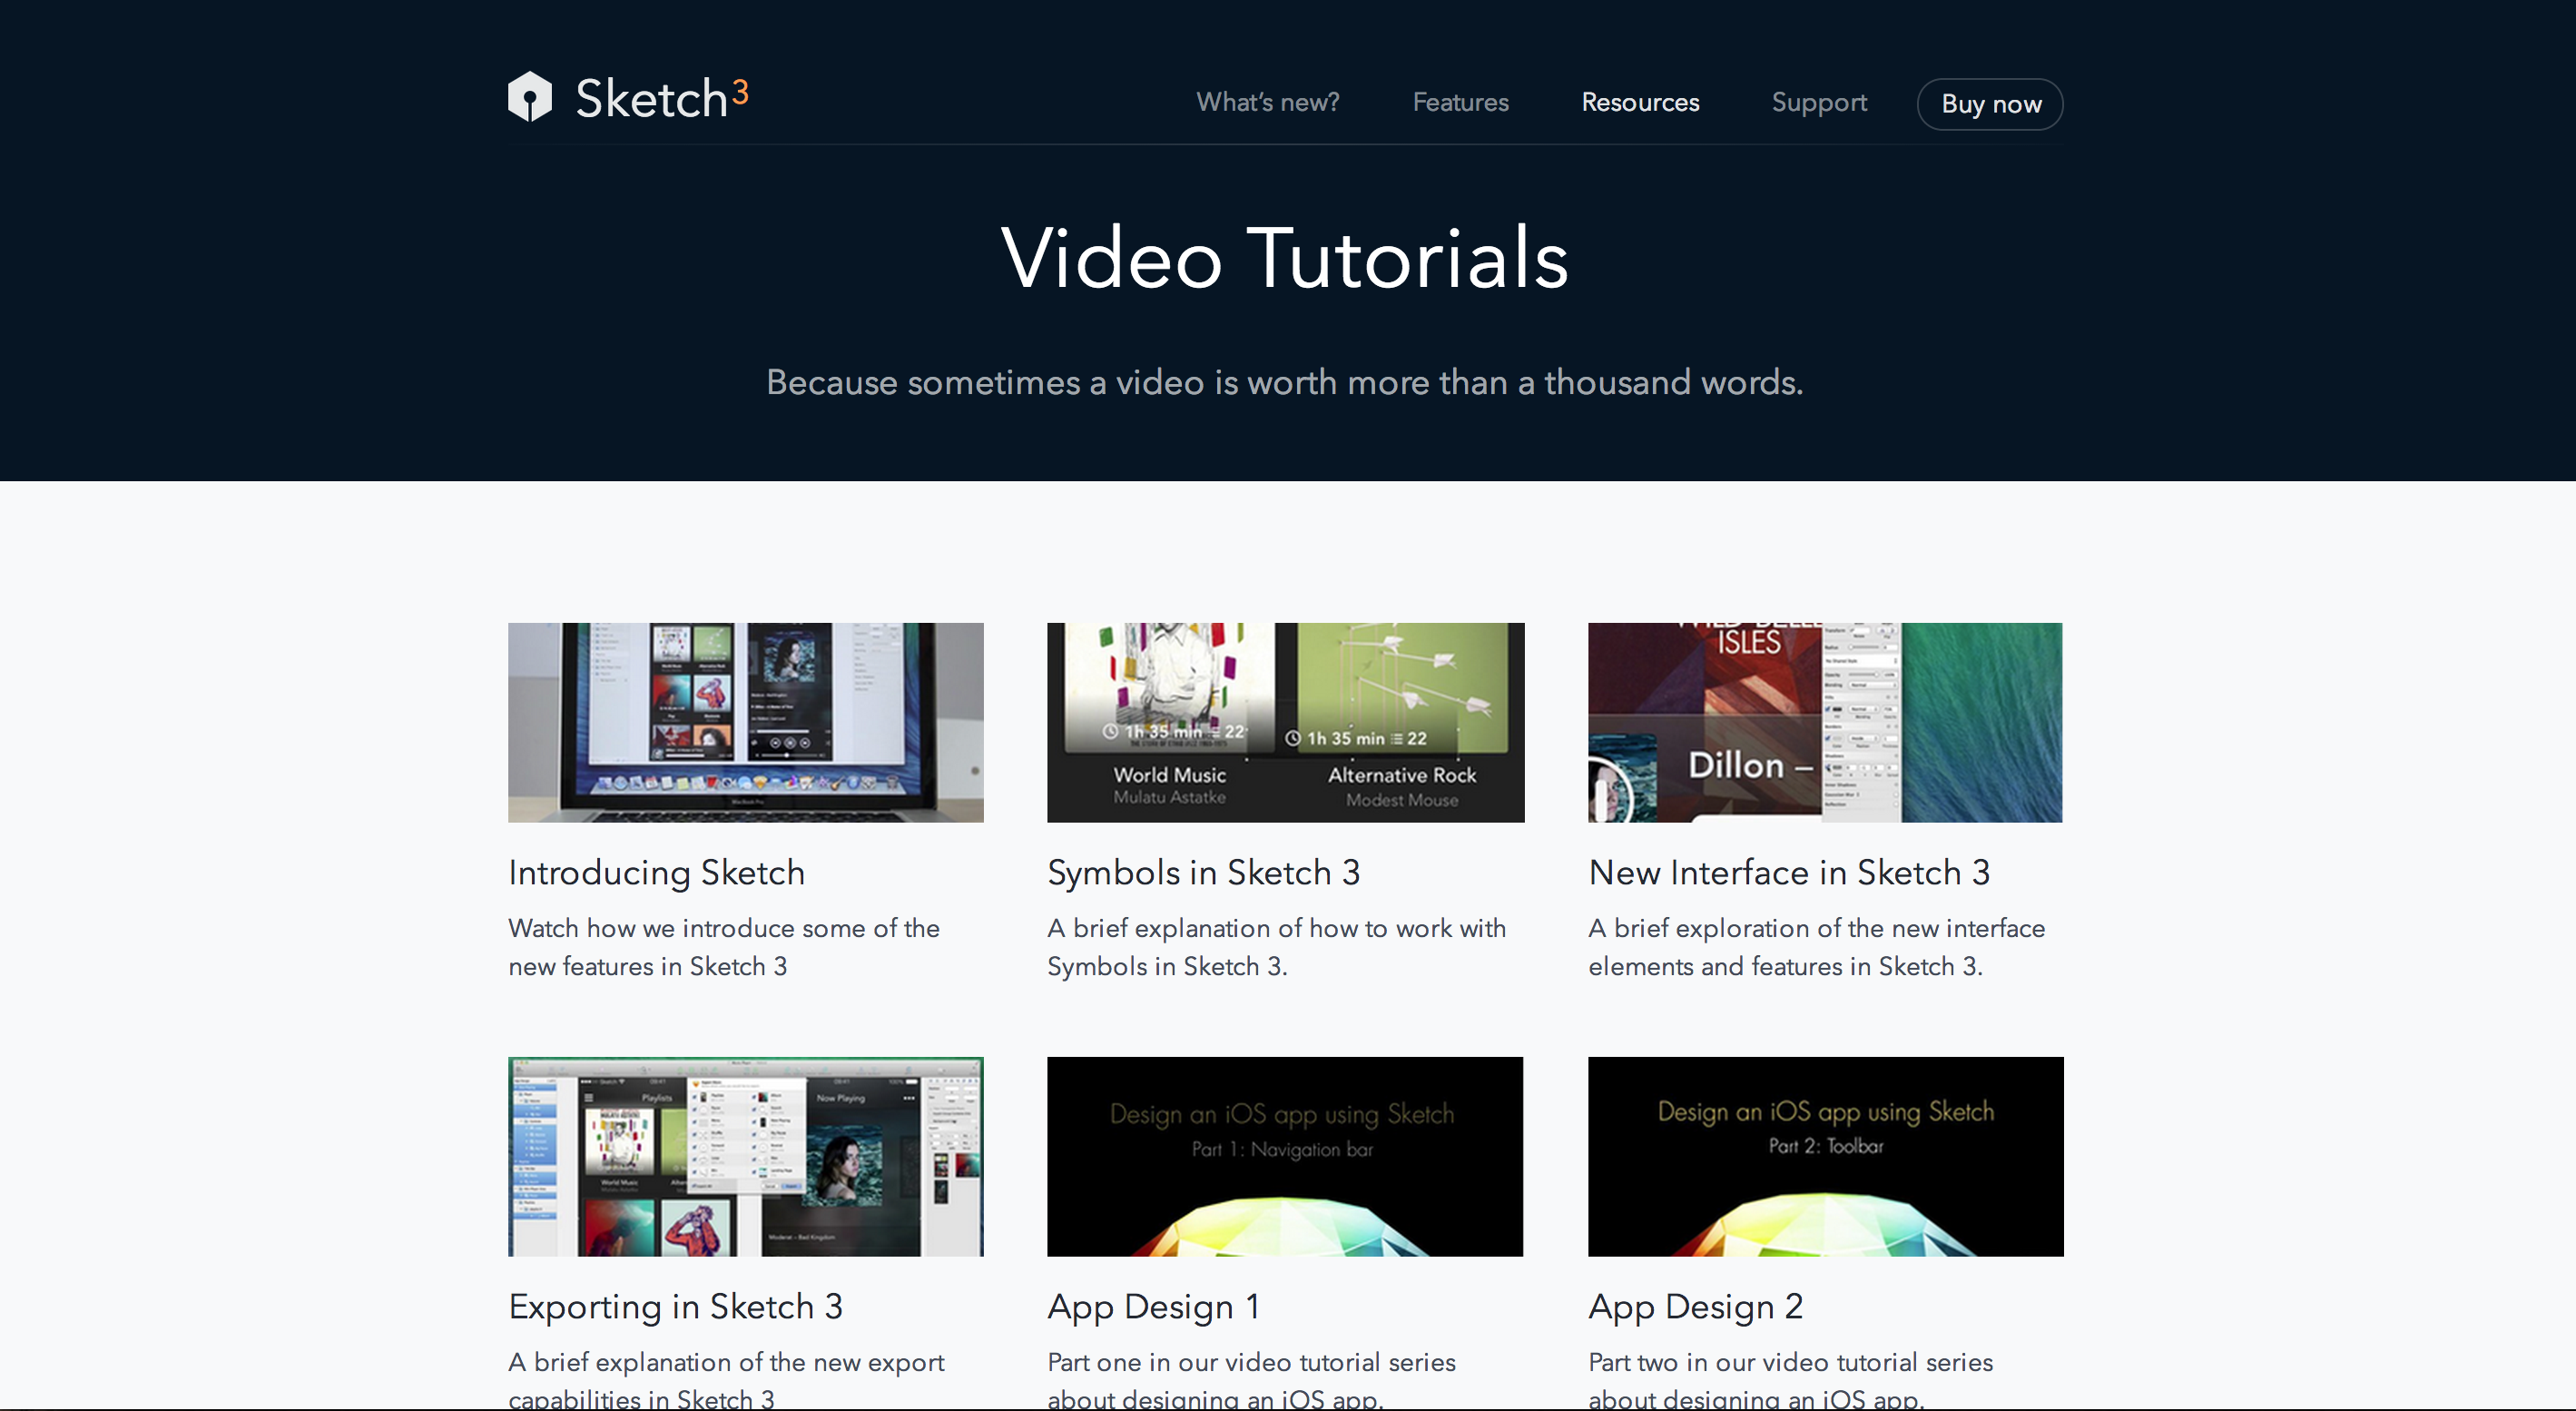 Sketch3
What's new?
Features
Resources
Support
Buy now
Video Tutorials
Because sometimes a video is worth more than a thousand words.
ISLES
1h 35 min 22
1h 35 min 22
World Music
Alternative Rock
Mulatu Astatke
Modest Mouse
Dillon –
MacBook Pro
Introducing Sketch
Watch how we introduce some of the
new features in Sketch 3
Symbols in Sketch 3
A brief explanation of how to work with
Symbols in Sketch 3.
New Interface in Sketch 3
A brief exploration of the new interface
elements and features in Sketch 3.
Playlists
Now Playing
World Music
Moderat – Bad Kingdom
Design an iOS app using Sketch
Part 1: Navigation bar
Design an iOS app using Sketch
Part 2: Toolbar
Exporting in Sketch 3
A brief explanation of the new export
capabilities in Sketch 3
App Design 1
Part one in our video tutorial series
about designing an iOS app.
App Design 2
Part two in our video tutorial series
about designing an iOS app.